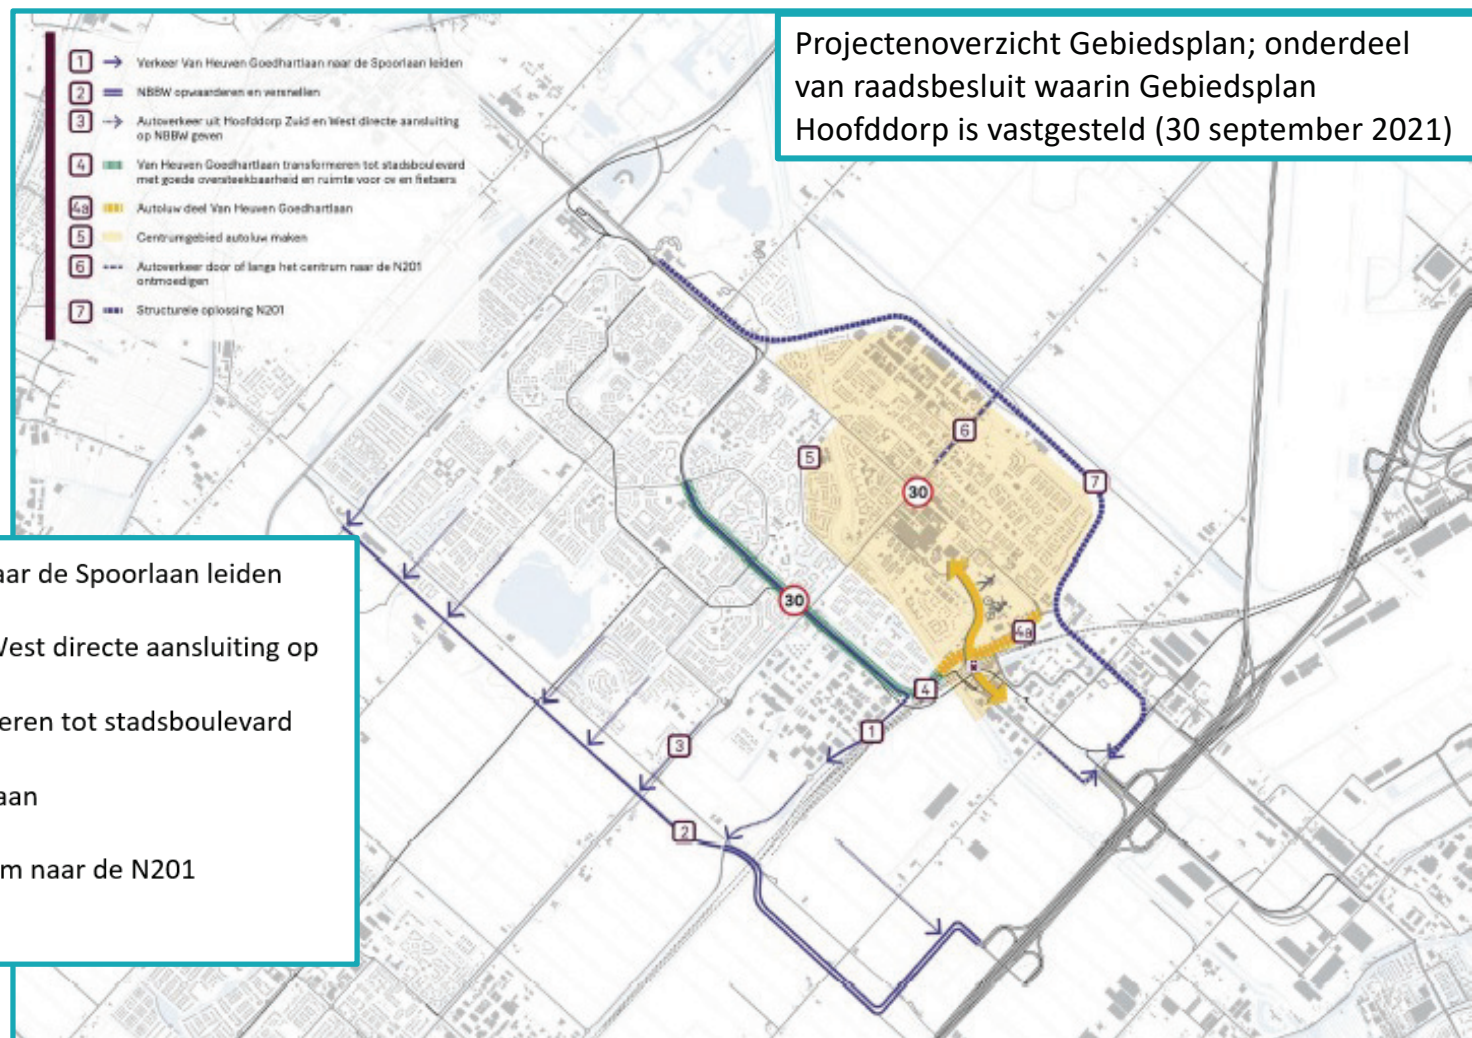 Projectenoverzicht Gebiedsplan; onderdeel
van raadsbesluit waarin Gebiedsplan
Hoofddorp is vastgesteld (30 september 2021)
1 Verkeer Van Heuven Goedhartlaan naar de Spoorlaan leiden
2 NBBW opwaarderen en versnellen
3 Autoverkeer uit Hoofddorp Zuid en West directe aansluiting
op NBBW geven
4 Van Heuven Goedhartlaan transformeren tot stadsboulevard
met goede oversteekbaarheid en ruimte voor ov en fietsers
4a Autoluw deel Van Heuven Goedhartlaan
5 Centrumgebied autoluw maken
6 Autoverkeer door of langs het centrum naar de N201
ontmoedigen
7 Structurele oplossing N201
6
5
7
30
30
4a
4
1
3
2
aar de Spoorlaan leiden
West directe aansluiting op
eren tot stadsboulevard
aan
m naar de N201